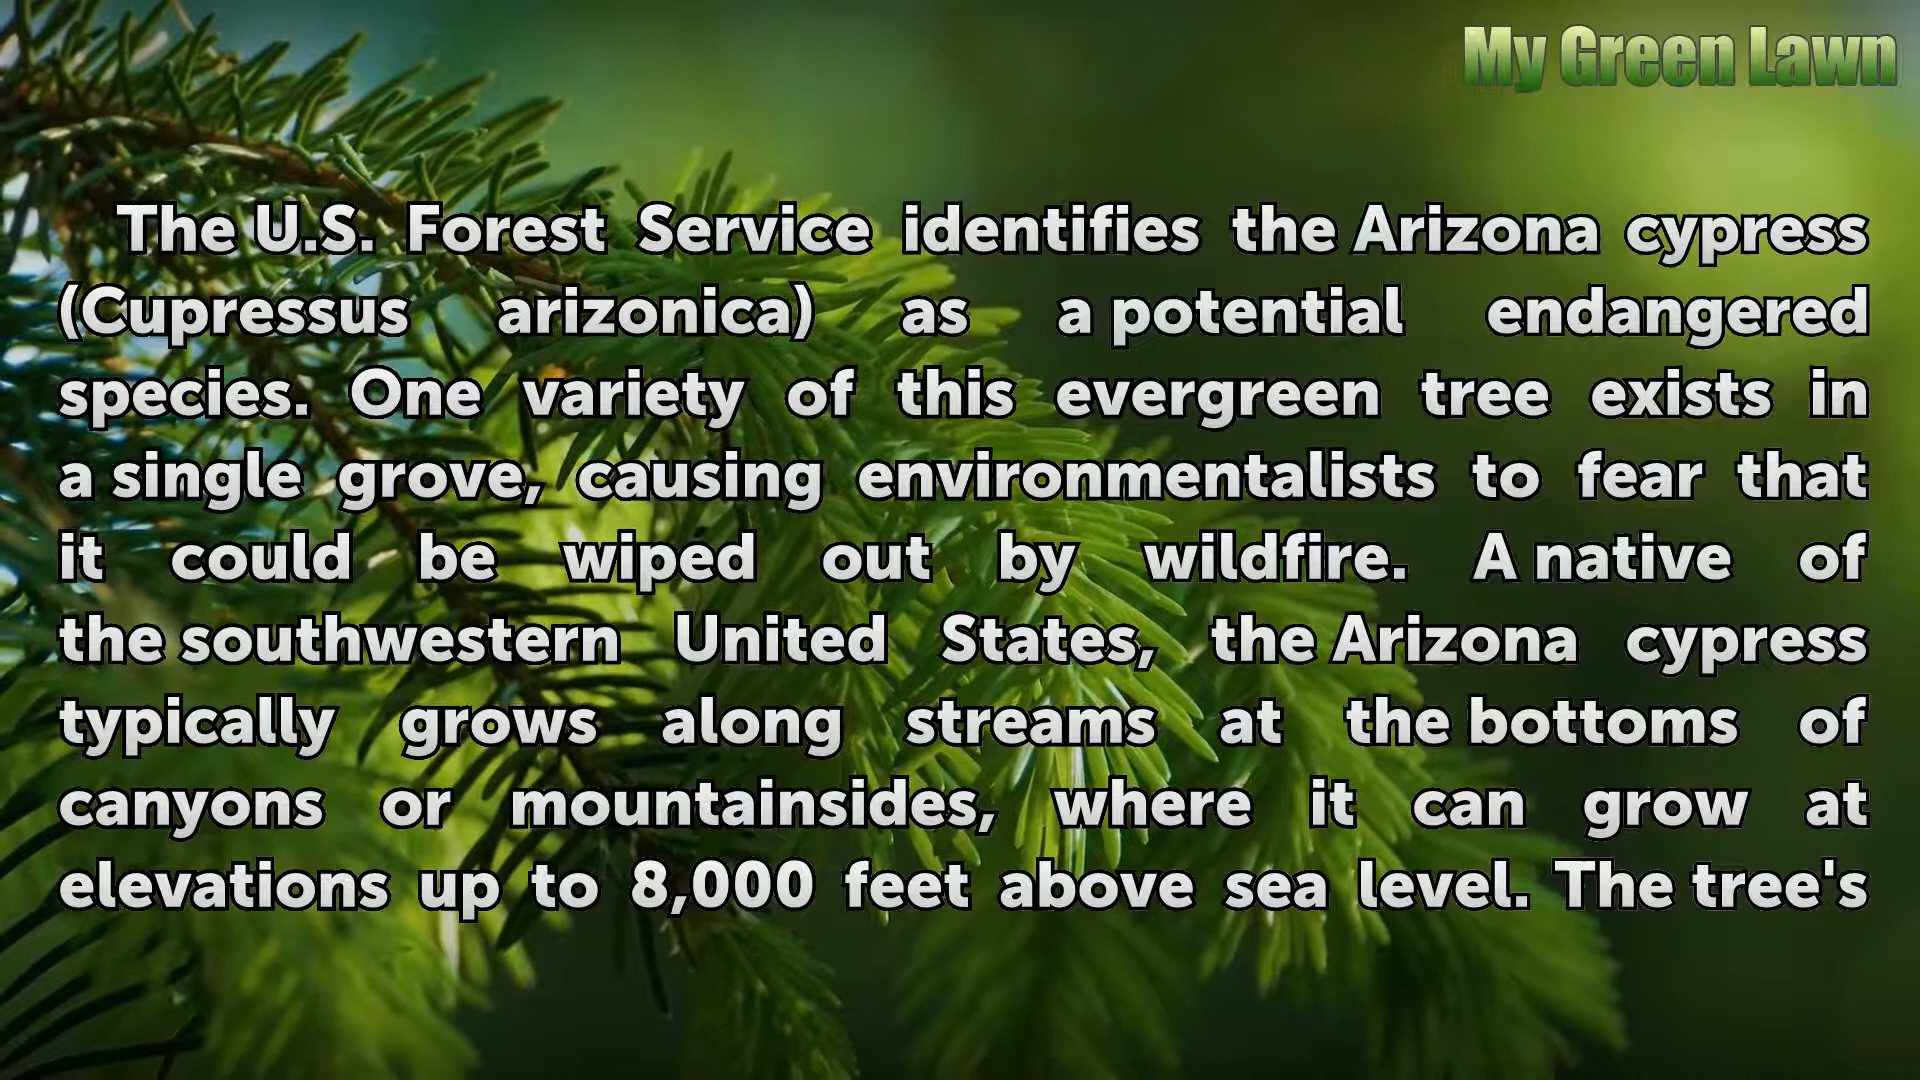 My Green Lawn
The U.S. Forest Service identifies the Arizona cypress
(Cupressus arizonica) as a potential endangered
species. One variety of this evergreen tree exists in
a single grove, causing environmentalists to fear that
it could be wiped out by wildfire. A native of
the southwestern United States, the Arizona cypress
typically grows along streams at the bottoms of
canyons or mountainsides, where it can grow at
elevations up to 8,000 feet above sea level. The tree's